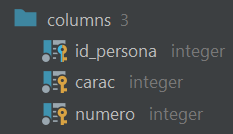 columns 3
id_persona integer
carac integer
numero integer